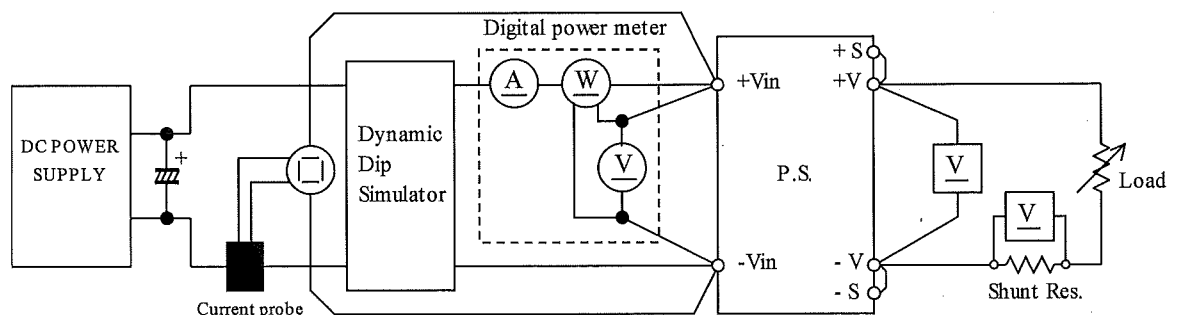 Digital power meter
DC POWER
SUPPLY
+
Dynamic
Dip
Simulator
Current probe
A
W
V
+Vin
-Vin
P.S.
+ S
+V
- V
- S
V
V
Shunt Res.
Load